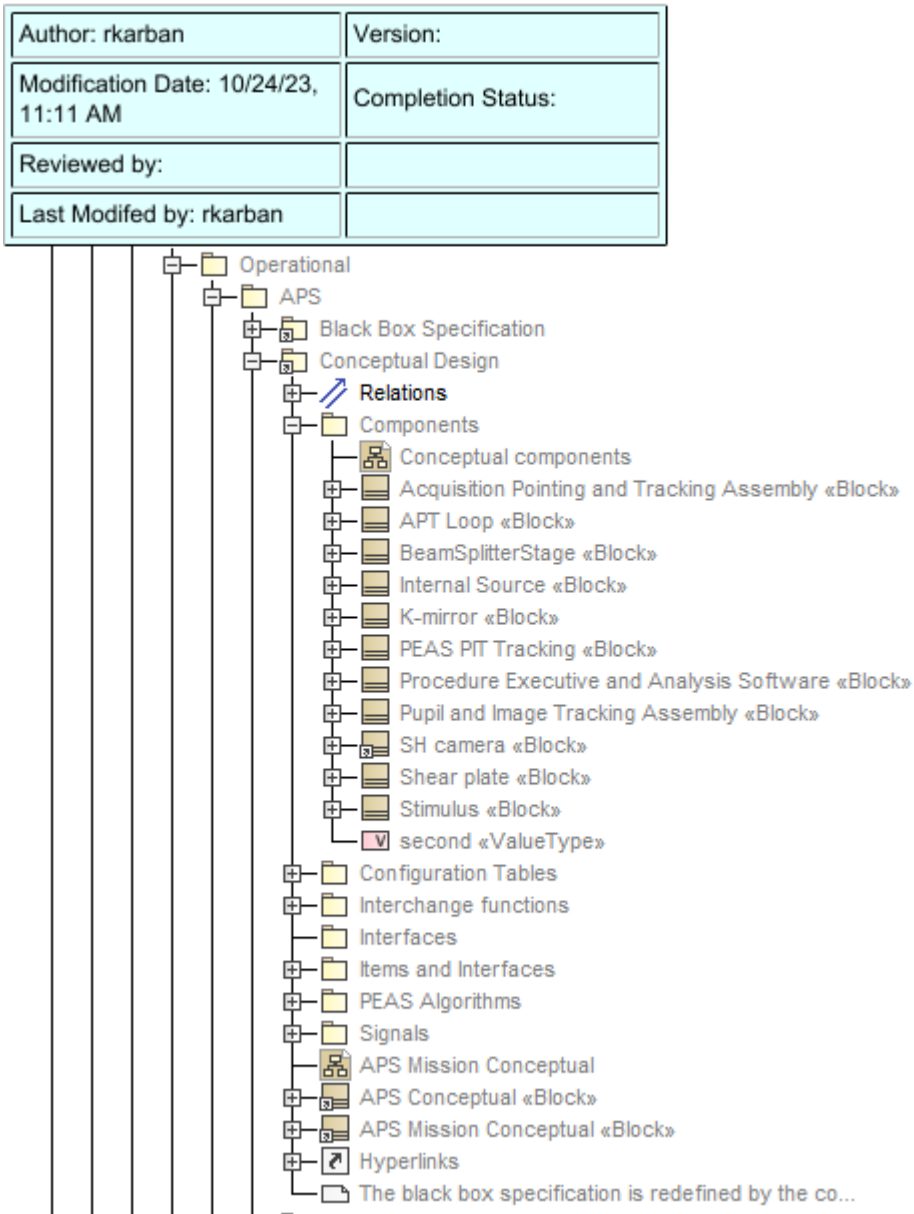 Author: rkarban
Version:
Modification Date: 10/24/23,
11:11 AM
Completion Status:
Reviewed by:
Last Modifed by: rkarban
Operational
APS
Black Box Specification
Conceptual Design
Relations
Components
Conceptual components
Acquisition Pointing and Tracking Assembly «Block»
APT Loop «Block»
BeamSplitterStage «Block»
Internal Source «Block»
K-mirror «Block»
PEAS PIT Tracking «Block»
Procedure Executive and Analysis Software «Block»
Pupil and Image Tracking Assembly «Block»
SH camera «Block»
Shear plate «Block»
Stimulus «Block»
V second «ValueType»
Configuration Tables
Interchange functions
Interfaces
Items and Interfaces
PEAS Algorithms
Signals
APS Mission Conceptual
APS Conceptual «Block»
APS Mission Conceptual «Block»
Hyperlinks
The black box specification is redefined by the co...